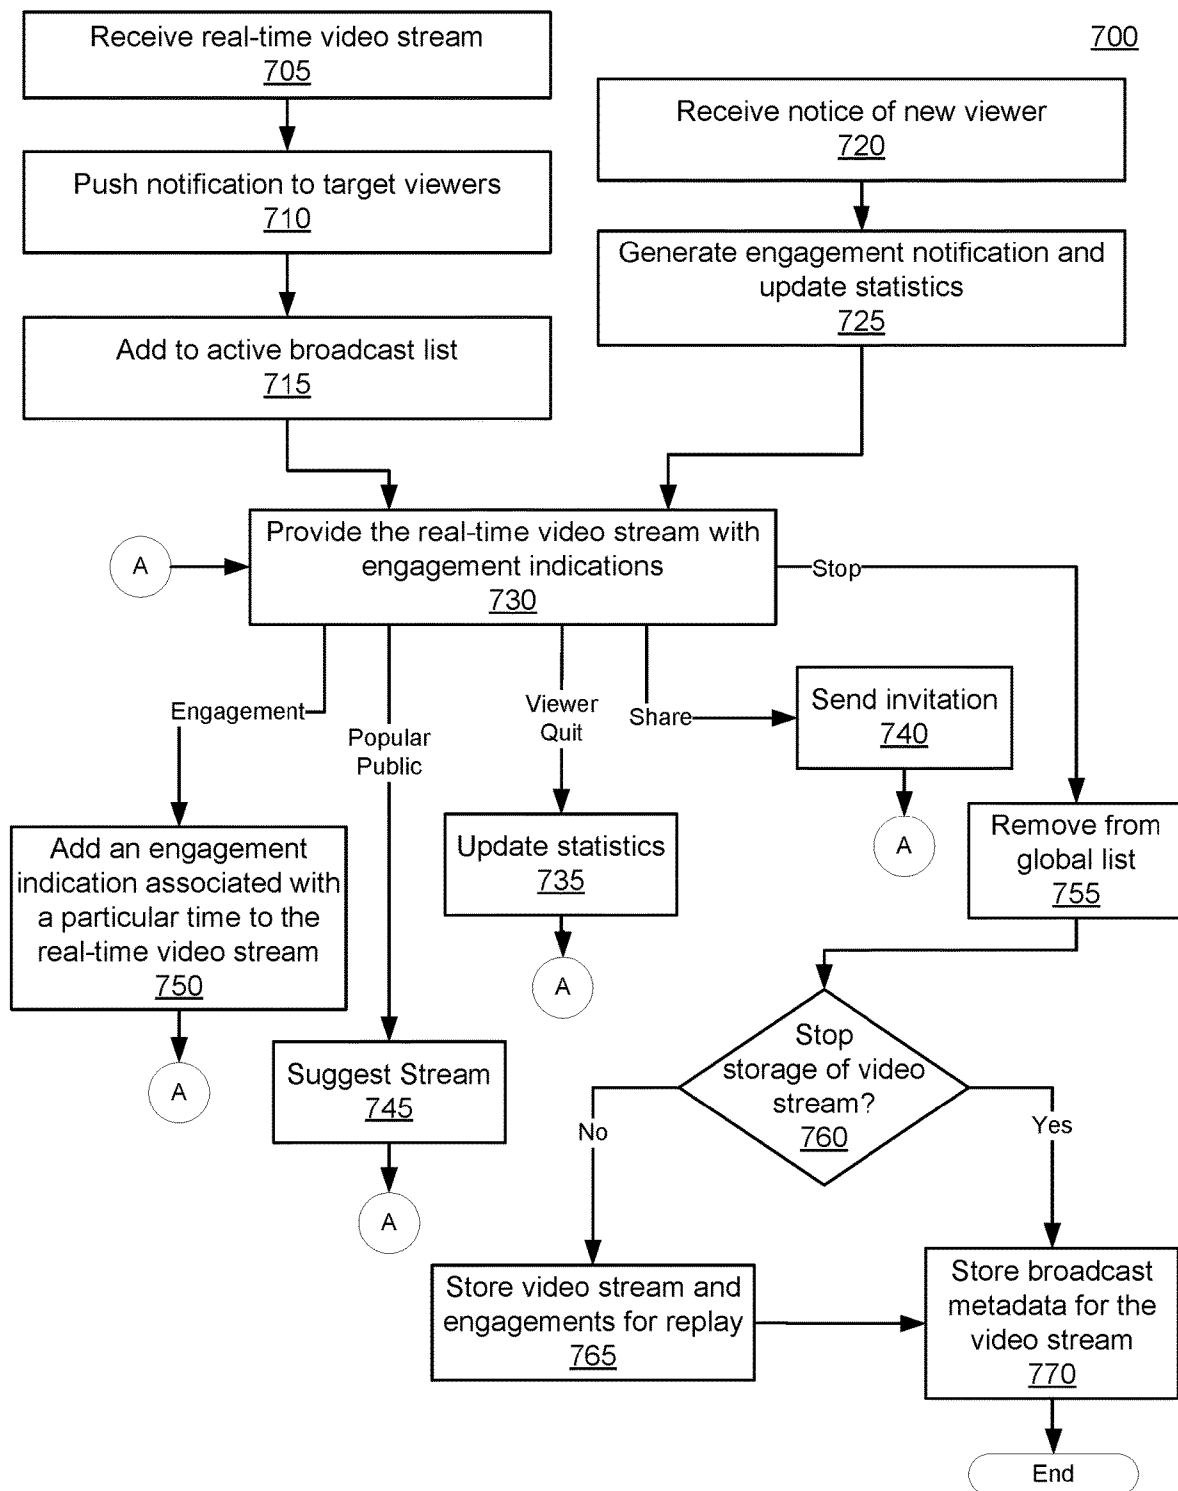 700
Receive real-time video stream
705
Push notification to target viewers
710
Add to active broadcast list
715
Receive notice of new viewer
720
Generate engagement notification and
update statistics
725
A
Provide the real-time video stream with
engagement indications
730
Stop
Engagement
Popular
Public
Viewer
Quit
Share
Send invitation
740
A
Add an engagement
indication associated with
a particular time to the
real-time video stream
750
A
Suggest Stream
745
A
Update statistics
735
A
Remove from
global list
755
Stop
storage of video
stream?
760
No
Yes
Store video stream and
engagements for replay
765
Store broadcast
metadata for the
video stream
770
End